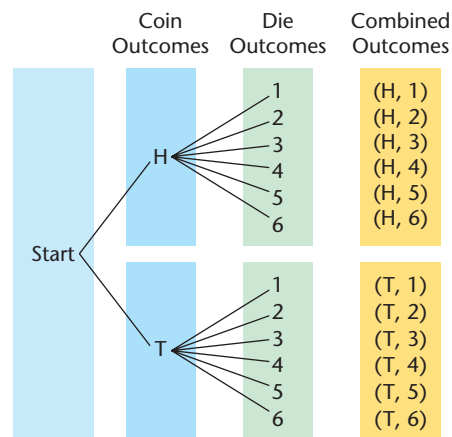 Coin Outcomes
Die Outcomes
Combined Outcomes
Start
H
1
2
3
4
5
6
(H, 1)
(H, 2)
(H, 3)
(H, 4)
(H, 5)
(H, 6)
T
1
2
3
4
5
6
(T, 1)
(T, 2)
(T, 3)
(T, 4)
(T, 5)
(T, 6)